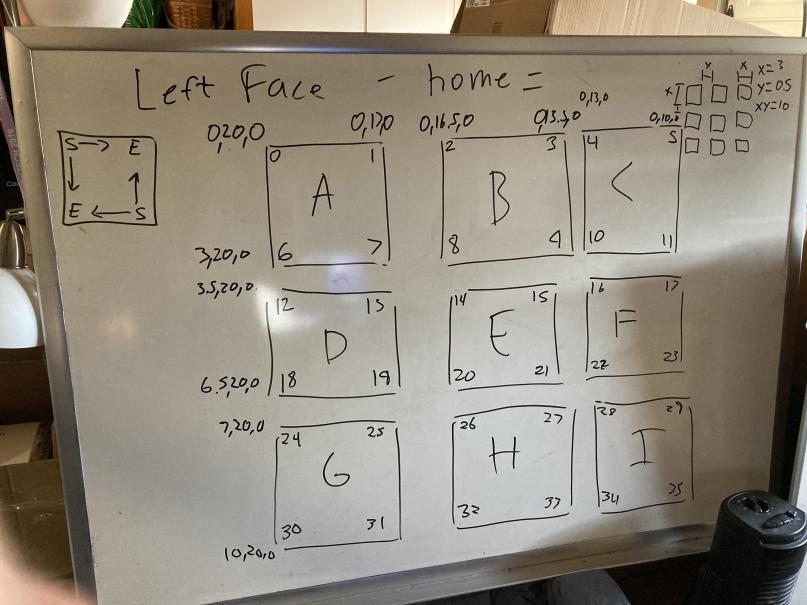 Left Face - home =
x y x=3
x y=0.5
xy=10
0,20,0 0,17,0 0,16.5,0 0,13.5,0 0,13,0 0,10,0
S → E
↓ ↑
E ← S
0 1 2 3 4 5
A B C
6 7 8 9 10 11
3,20,0
3.5,20,0
12 13 14 15 16 17
D E F
18 19 20 21 22 23
6.5,20,0
7,20,0
24 25 26 27 28 29
G H I
30 31 32 33 34 35
10,20,0